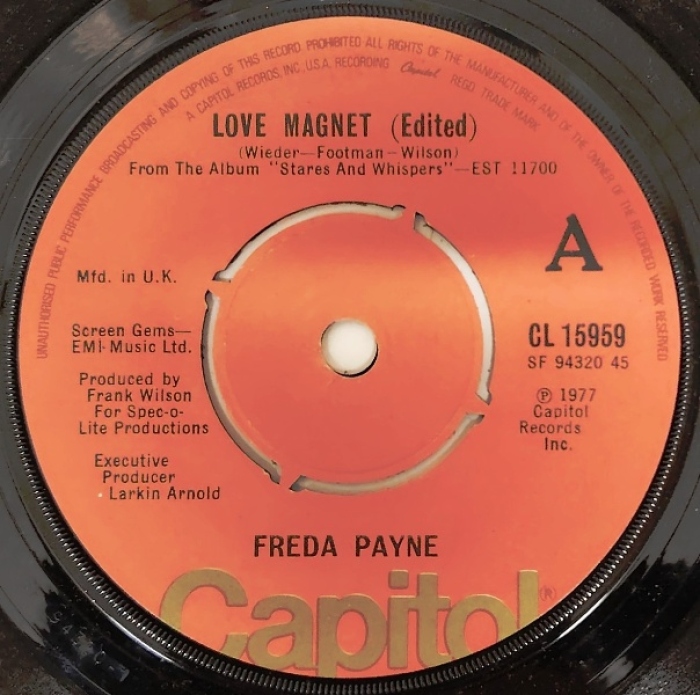 UNAUTHORISED PUBLIC PERFORMANCE BROADCASTING AND COPYING OF THIS RECORD PROHIBITED ALL RIGHTS OF THE MANUFACTURER AND OF THE OWNER OF THE RECORDED WORK RESERVED
A CAPITOL RECORDS, INC., U.S.A. RECORDING Capitol REGD. TRADE MARK
LOVE MAGNET (Edited)
(Wieder—Footman—Wilson)
From The Album "Stares And Whispers"—EST 11700
A
Mfd. in U.K.
Screen Gems—
EMI-Music Ltd.
CL 15959
SF 94320 45
Produced by
Frank Wilson
For Spec-o-
Lite Productions
℗ 1977
Capitol
Records
Inc.
Executive
Producer
Larkin Arnold
FREDA PAYNE
Capitol®